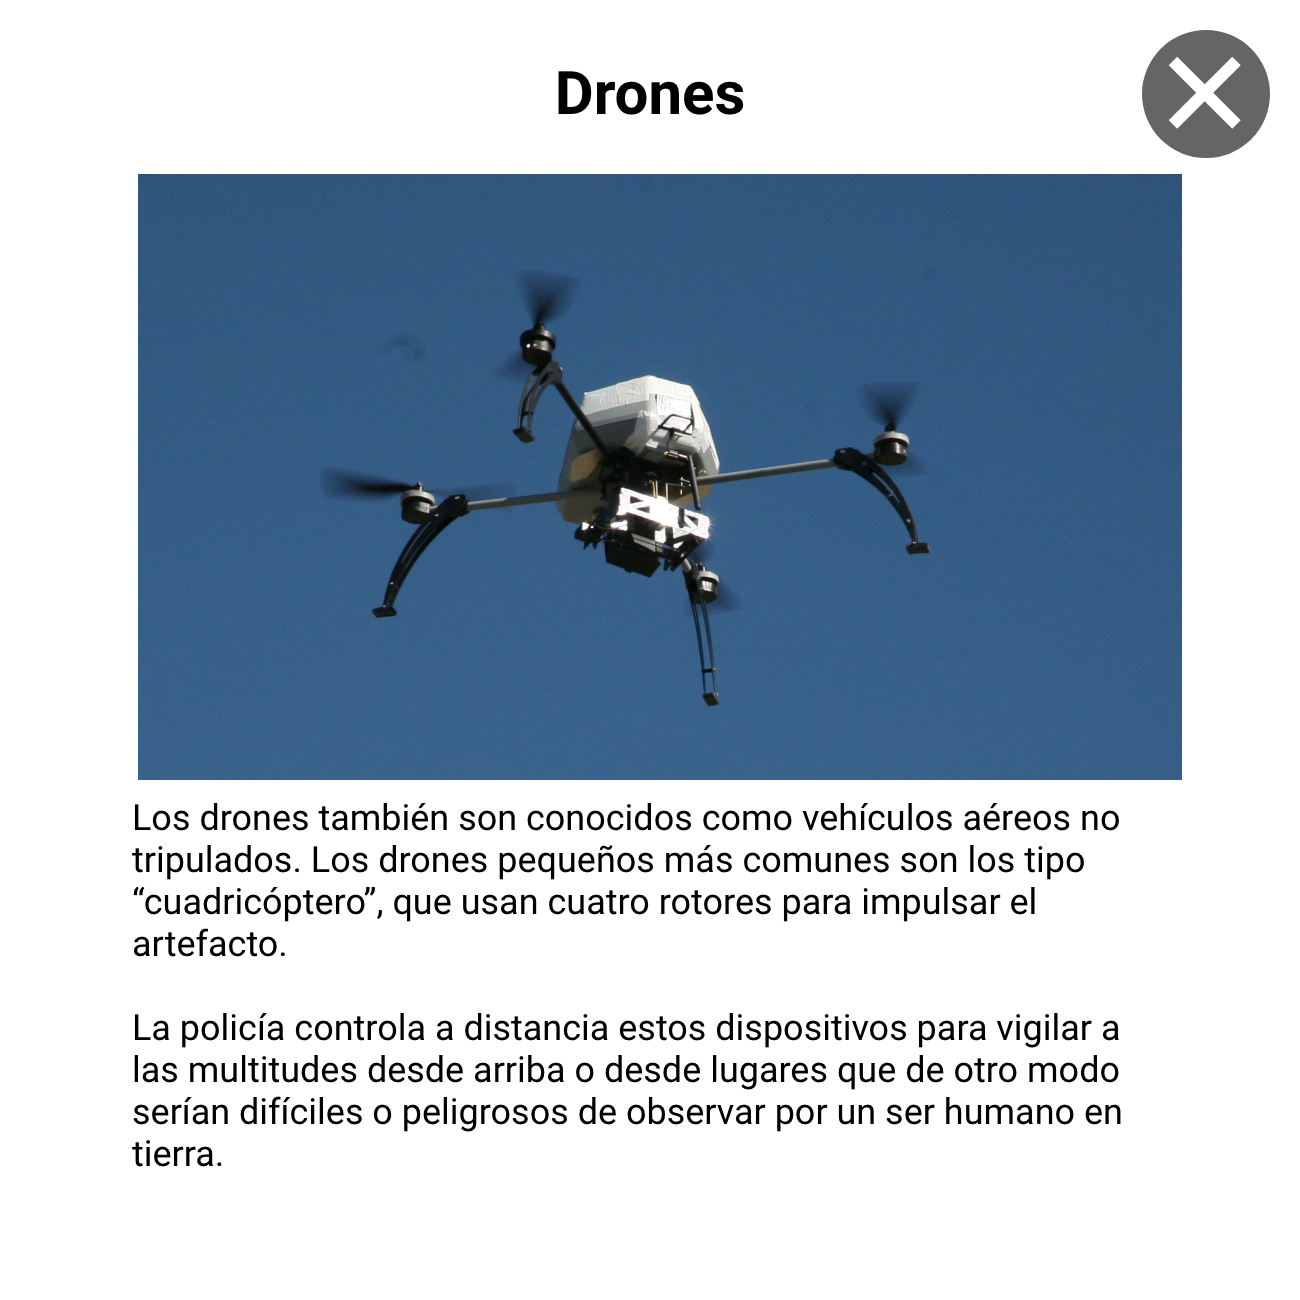 Drones
Los drones también son conocidos como vehículos aéreos no
tripulados. Los drones pequeños más comunes son los tipo
“cuadricóptero”, que usan cuatro rotores para impulsar el
artefacto.
La policía controla a distancia estos dispositivos para vigilar a
las multitudes desde arriba o desde lugares que de otro modo
serían difíciles o peligrosos de observar por un ser humano en
tierra.